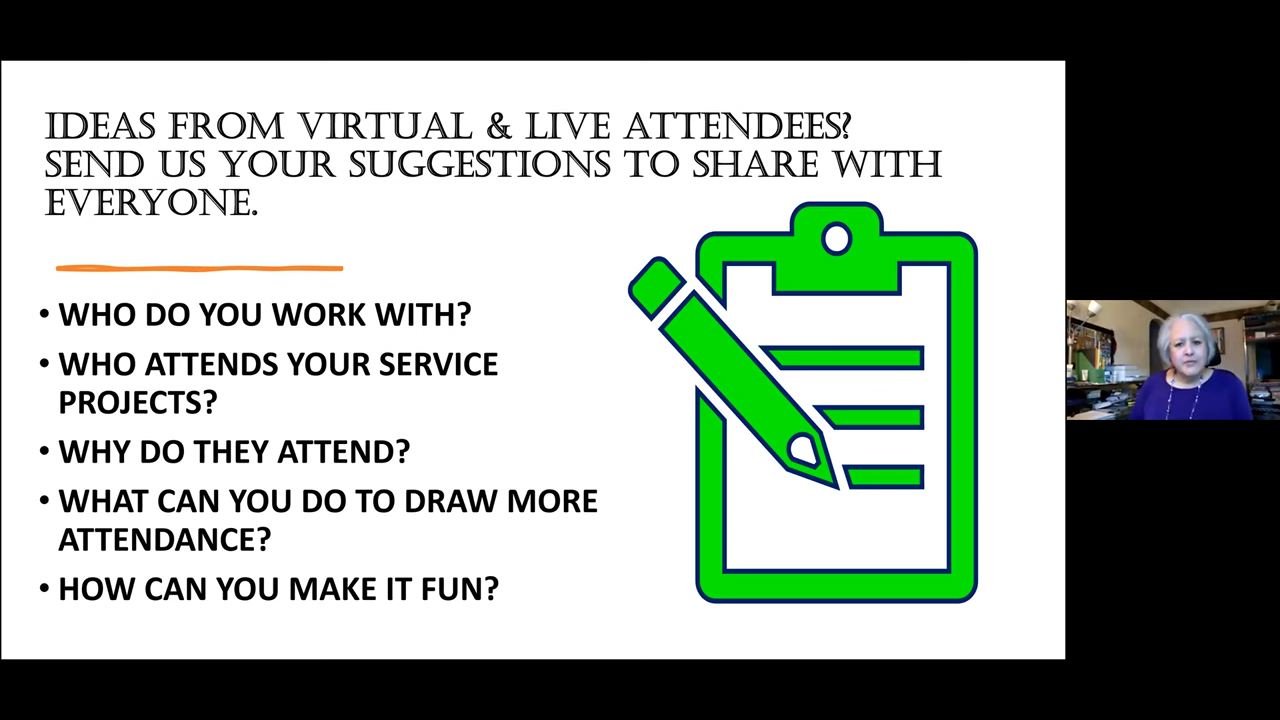 IDEAS FROM VIRTUAL & LIVE ATTENDEES?
SEND US YOUR SUGGESTIONS TO SHARE WITH
EVERYONE.
• WHO DO YOU WORK WITH?
• WHO ATTENDS YOUR SERVICE
PROJECTS?
• WHY DO THEY ATTEND?
• WHAT CAN YOU DO TO DRAW MORE
ATTENDANCE?
• HOW CAN YOU MAKE IT FUN?